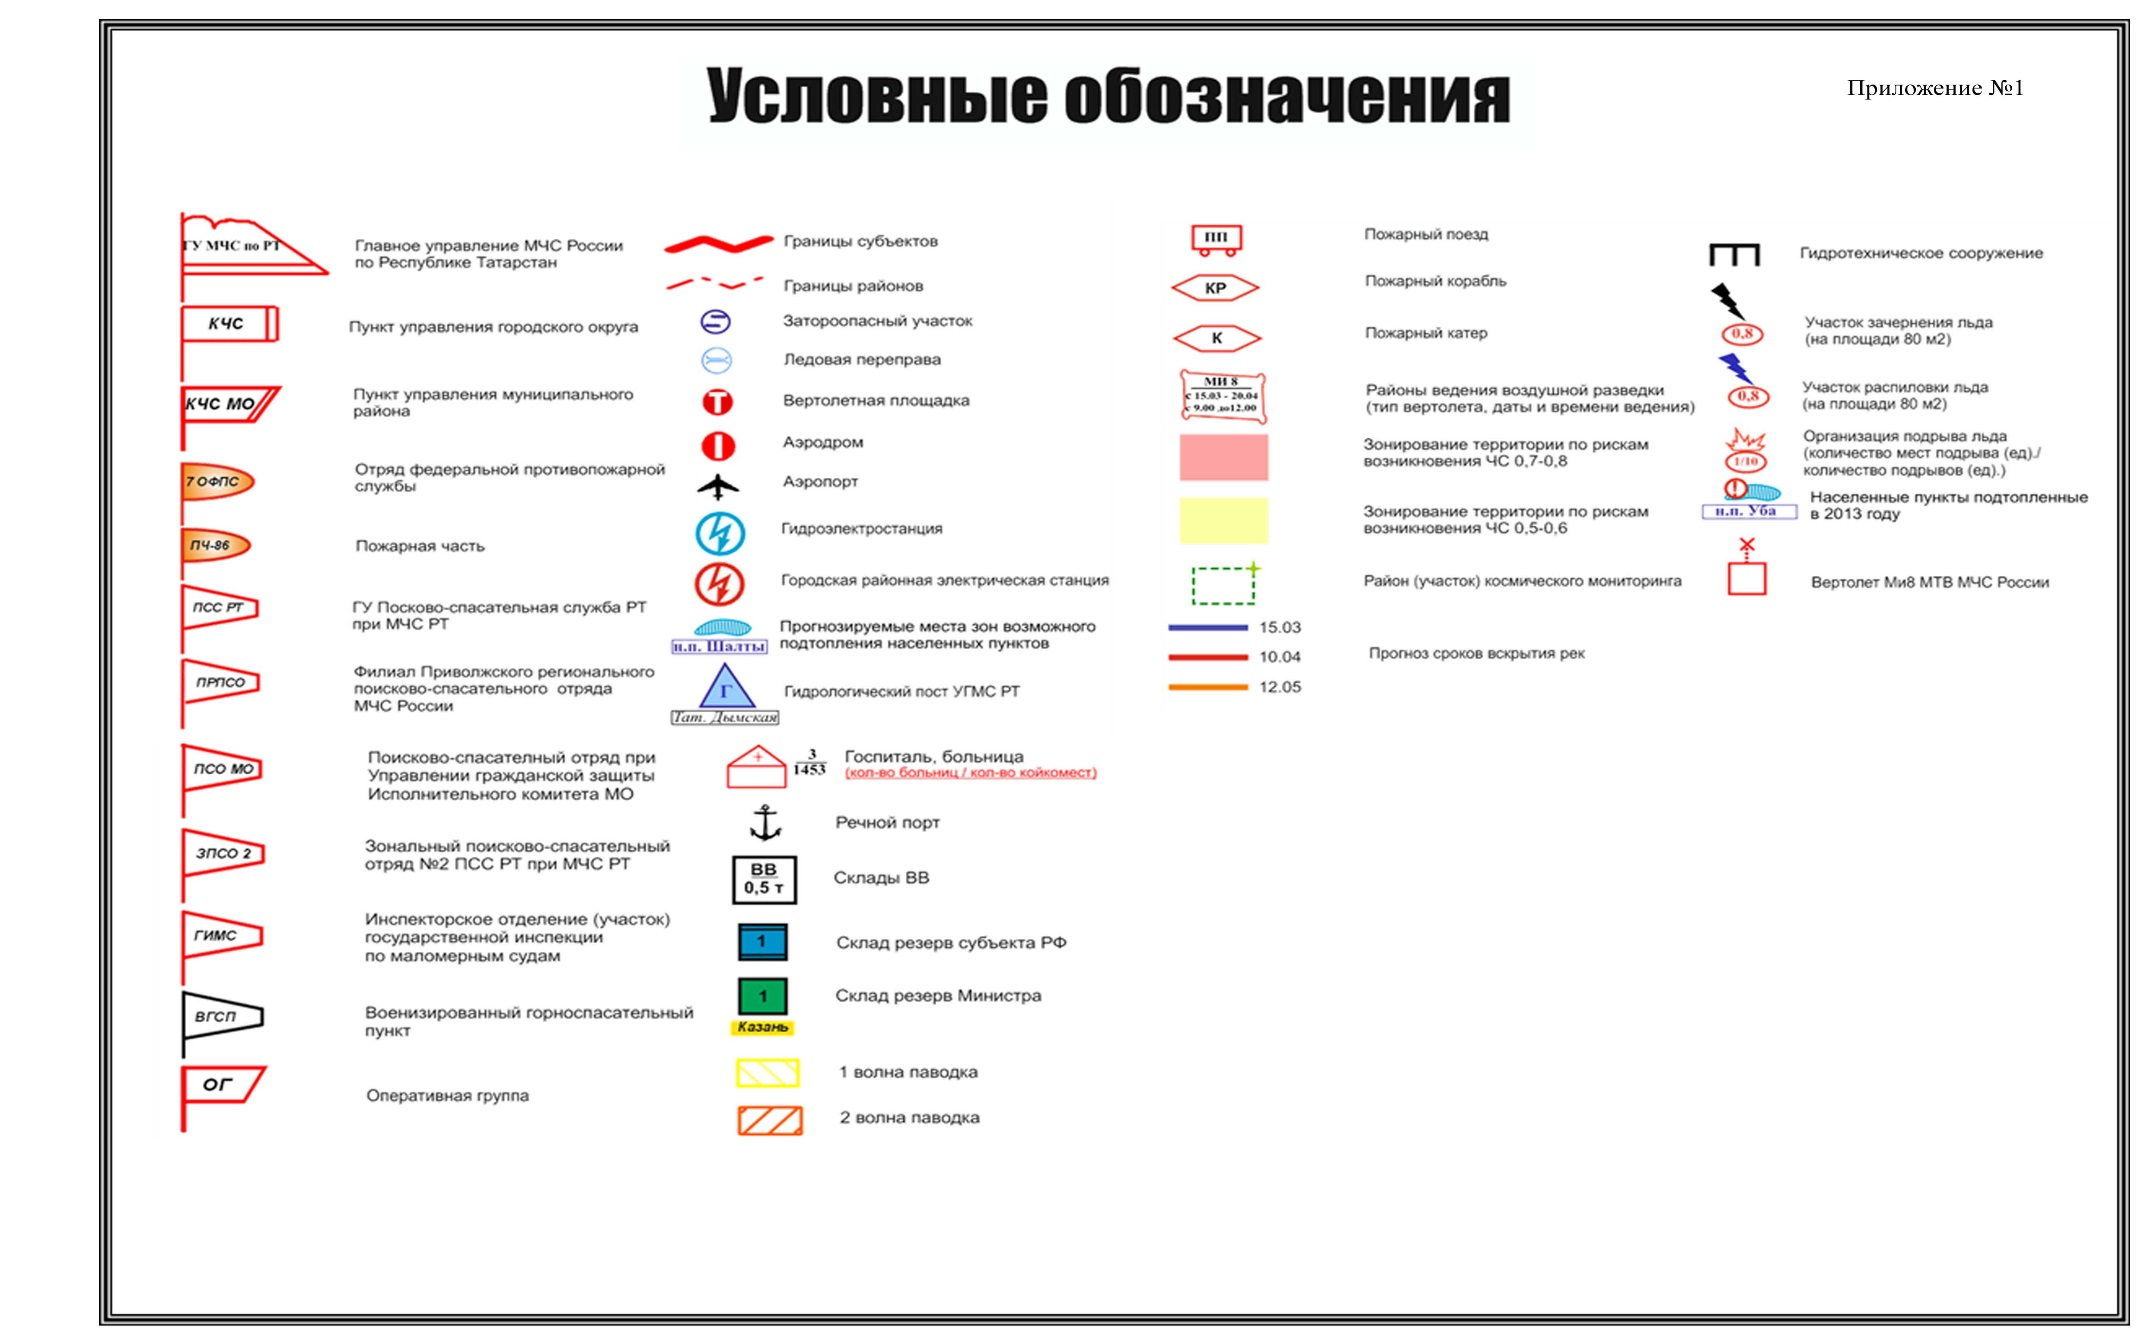 Условные обозначения
Приложение №1
ГУ МЧС по РТ
Главное управление МЧС России
по Республике Татарстан
КЧС
Пункт управления городского округа
КЧС МО
Пункт управления муниципального
района
7 ОФПС
Отряд федеральной противопожарной
службы
ПЧ-86
Пожарная часть
ПСС РТ
ГУ Посково-спасательная служба РТ
при МЧС РТ
ПРПСО
Филиал Приволжского регионального
поисково-спасательного отряда
МЧС России
ПСО МО
Поисково-спасателный отряд при
Управлении гражданской защиты
Исполнительного комитета МО
ЗПСО 2
Зональный поисково-спасательный
отряд №2 ПСС РТ при МЧС РТ
ГИМС
Инспекторское отделение (участок)
государственной инспекции
по маломерным судам
ВГСП
Военизированный горноспасательный
пункт
ОГ
Оперативная группа
Границы субъектов
Границы районов
Затороопасный участок
Ледовая переправа
Т
Вертолетная площадка
Аэродром
Аэропорт
Гидроэлектростанция
Городская районная электрическая станция
н.п. Шалты
Прогнозируемые места зон возможного
подтопления населенных пунктов
Г
Тат. Дымская
Гидрологический пост УГМС РТ
3
1453
Госпиталь, больница
(кол-во больниц / кол-во койкомест)
Речной порт
ВВ
0,5 т
Склады ВВ
1
Склад резерв субъекта РФ
1
Казань
Склад резерв Министра
1 волна паводка
2 волна паводка
ПП
Пожарный поезд
КР
Пожарный корабль
К
Пожарный катер
МИ 8
с 15.03 - 20.04
с 9.00 до12.00
Районы ведения воздушной разведки
(тип вертолета, даты и времени ведения)
Зонирование территории по рискам
возникновения ЧС 0,7-0,8
Зонирование территории по рискам
возникновения ЧС 0,5-0,6
Район (участок) космического мониторинга
15.03
10.04
12.05
Прогноз сроков вскрытия рек
Гидротехническое сооружение
0,8
Участок зачернения льда
(на площади 80 м2)
0,8
Участок распиловки льда
(на площади 80 м2)
1/10
Организация подрыва льда
(количество мест подрыва (ед)./
количество подрывов (ед).)
!
н.п. Уба
Населенные пункты подтопленные
в 2013 году
Вертолет Ми8 МТВ МЧС России